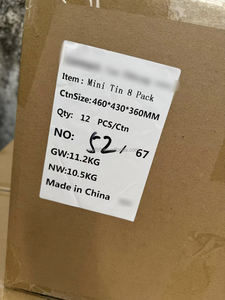 Item: Mini Tin 8 Pack
CtnSize:460*430*360MM
Qty: 12 PCS/Ctn
NO: 52/67
GW:11.2KG
NW:10.5KG
Made in China